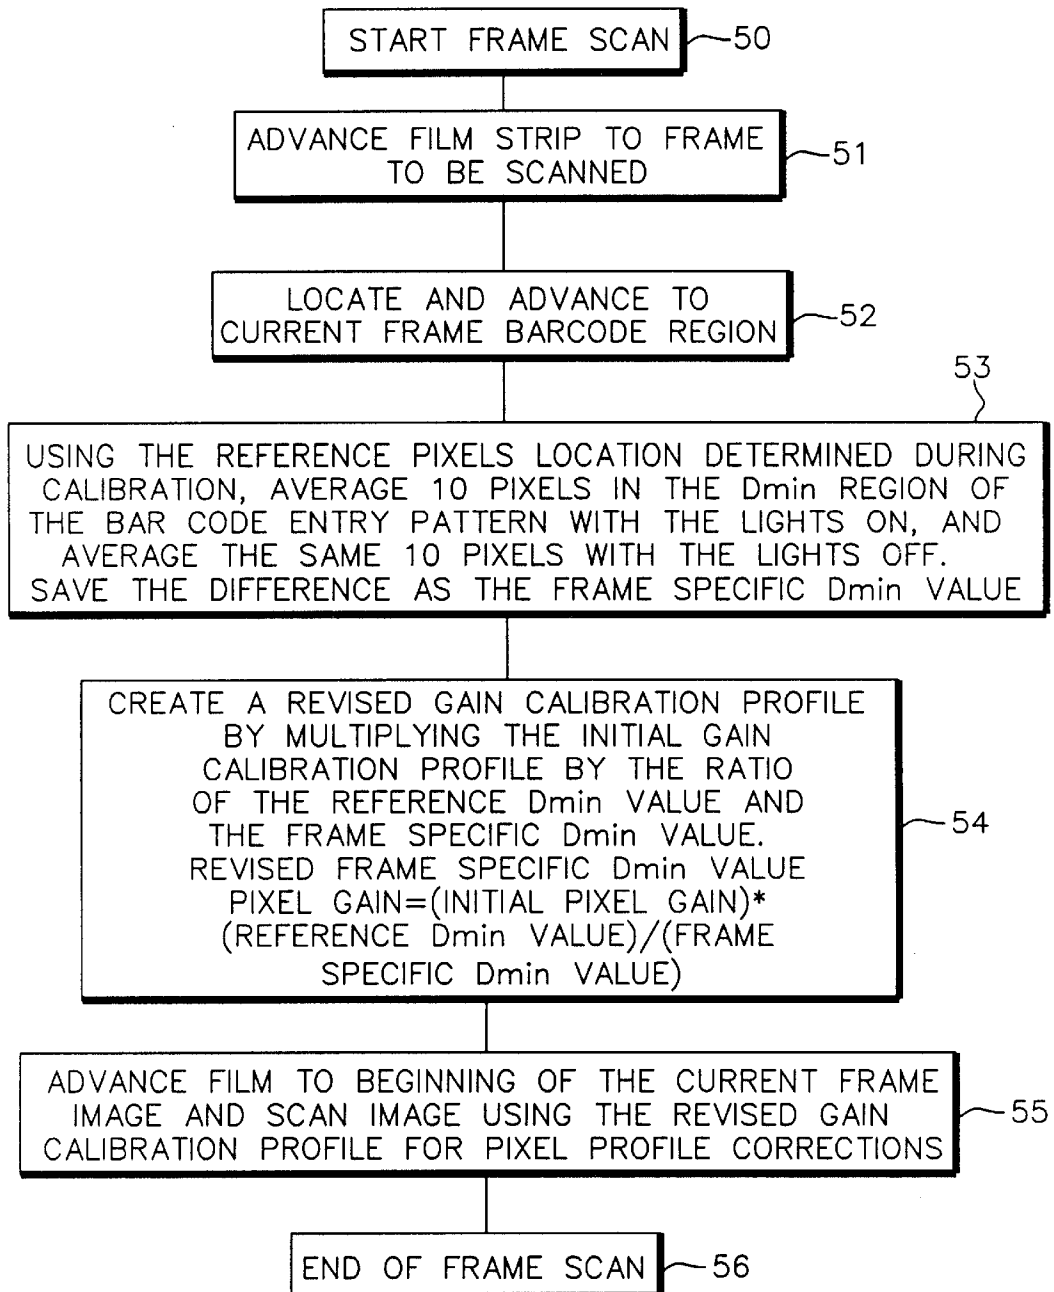 START FRAME SCAN
50
ADVANCE FILM STRIP TO FRAME
TO BE SCANNED
51
LOCATE AND ADVANCE TO
CURRENT FRAME BARCODE REGION
52
53
USING THE REFERENCE PIXELS LOCATION DETERMINED DURING
CALIBRATION, AVERAGE 10 PIXELS IN THE Dmin REGION OF
THE BAR CODE ENTRY PATTERN WITH THE LIGHTS ON, AND
AVERAGE THE SAME 10 PIXELS WITH THE LIGHTS OFF.
SAVE THE DIFFERENCE AS THE FRAME SPECIFIC Dmin VALUE
CREATE A REVISED GAIN CALIBRATION PROFILE
BY MULTIPLYING THE INITIAL GAIN
CALIBRATION PROFILE BY THE RATIO
OF THE REFERENCE Dmin VALUE AND
THE FRAME SPECIFIC Dmin VALUE.
REVISED FRAME SPECIFIC Dmin VALUE
PIXEL GAIN=(INITIAL PIXEL GAIN)*
(REFERENCE Dmin VALUE)/(FRAME
SPECIFIC Dmin VALUE)
54
ADVANCE FILM TO BEGINNING OF THE CURRENT FRAME
IMAGE AND SCAN IMAGE USING THE REVISED GAIN
CALIBRATION PROFILE FOR PIXEL PROFILE CORRECTIONS
55
END OF FRAME SCAN
56